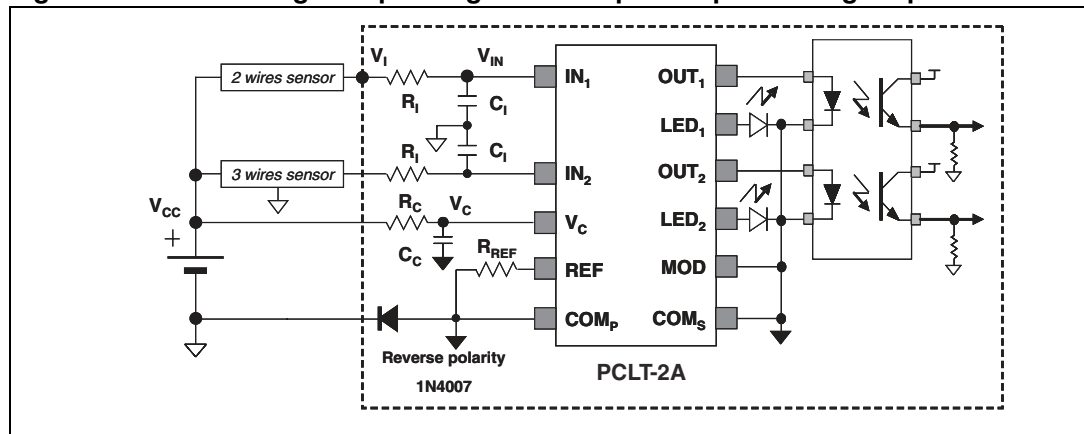 V_I
V_IN
2 wires sensor
IN_1
OUT_1
R_I
C_I
LED_1
R_I
C_I
3 wires sensor
IN_2
OUT_2
V_CC
R_C
V_C
V_C
LED_2
+
C_C
R_REF
REF
MOD
COM_P
COM_S
Reverse polarity
1N4007
PCLT-2A